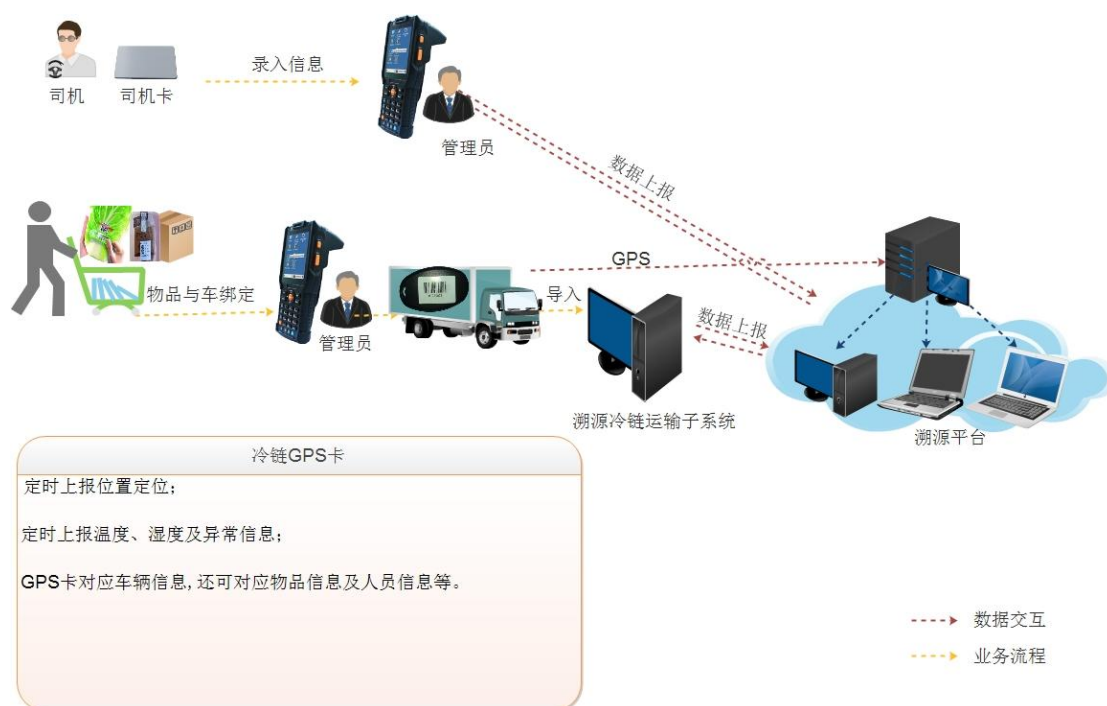 录入信息
司机
司机卡
管理员
数据上报
GPS
物品与车绑定
导入
数据上报
管理员
溯源冷链运输子系统
溯源平台
冷链GPS卡
定时上报位置定位；
定时上报温度、湿度及异常信息；
GPS卡对应车辆信息,还可对应物品信息及人员信息等。
数据交互
业务流程